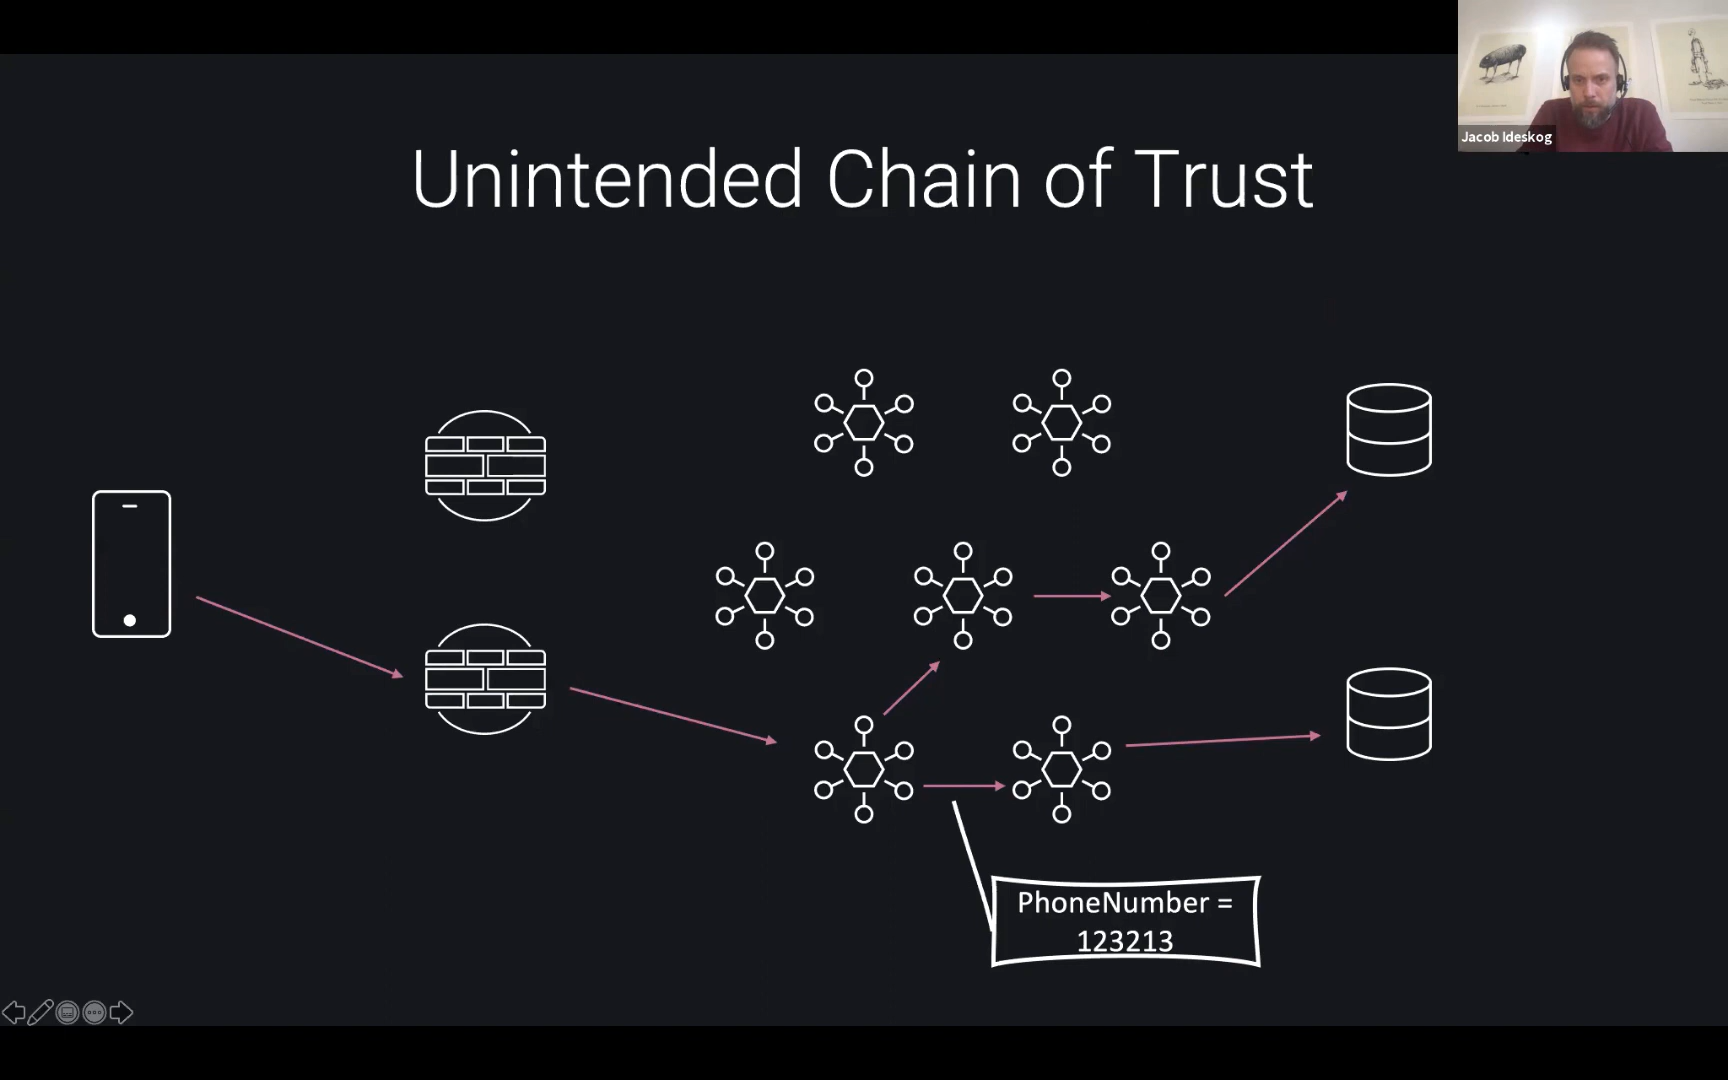 Jacob Ideskog
Unintended Chain of Trust
PhoneNumber =
123213